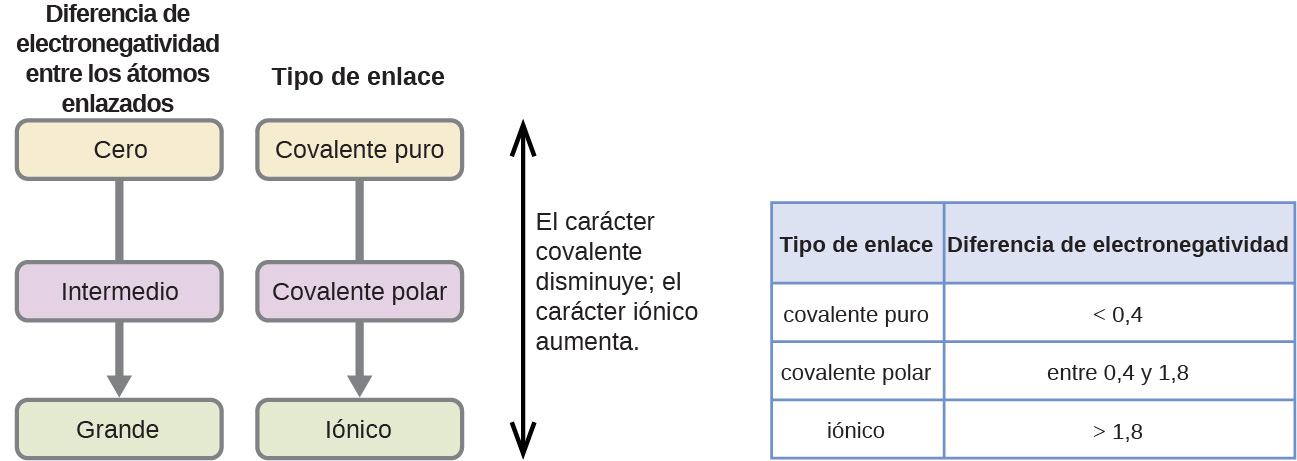 Diferencia de
electronegatividad
entre los átomos
enlazados
Tipo de enlace
Cero
Covalente puro
Intermedio
Covalente polar
Grande
Iónico
El carácter
covalente
disminuye; el
carácter iónico
aumenta.
Tipo de enlace Diferencia de electronegatividad
covalente puro < 0,4
covalente polar entre 0,4 y 1,8
iónico > 1,8